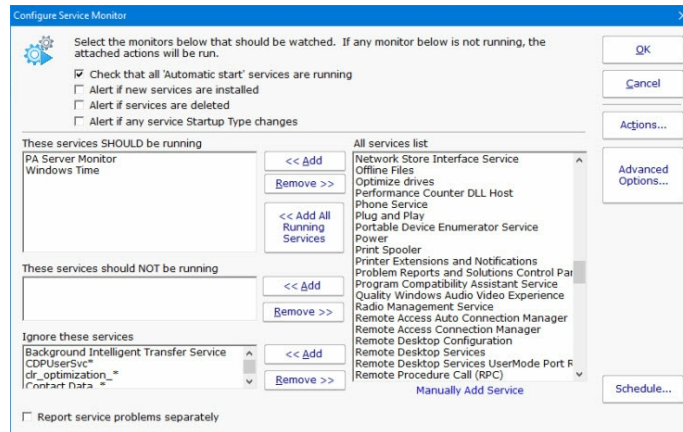 Configure Service Monitor
Select the monitors below that should be watched. If any monitor below is not running, the
attached actions will be run.
Check that all 'Automatic start' services are running
Alert if new services are installed
Alert if services are deleted
Alert if any service Startup Type changes
OK
Cancel
Actions...
Advanced
Options...
These services SHOULD be running
PA Server Monitor
Windows Time
<< Add
Remove >>
<< Add All
Running
Services
These services should NOT be running
<< Add
Remove >>
Ignore these services
Background Intelligent Transfer Service
CDPUserSvc*
clr_optimization_*
Contact Data_*
<< Add
Remove >>
All services list
Network Store Interface Service
Offline Files
Optimize drives
Performance Counter DLL Host
Phone Service
Plug and Play
Portable Device Enumerator Service
Power
Print Spooler
Printer Extensions and Notifications
Problem Reports and Solutions Control Par
Program Compatibility Assistant Service
Quality Windows Audio Video Experience
Radio Management Service
Remote Access Auto Connection Manager
Remote Access Connection Manager
Remote Desktop Configuration
Remote Desktop Services
Remote Desktop Services UserMode Port R
Remote Procedure Call (RPC)
Manually Add Service
Schedule...
Report service problems separately